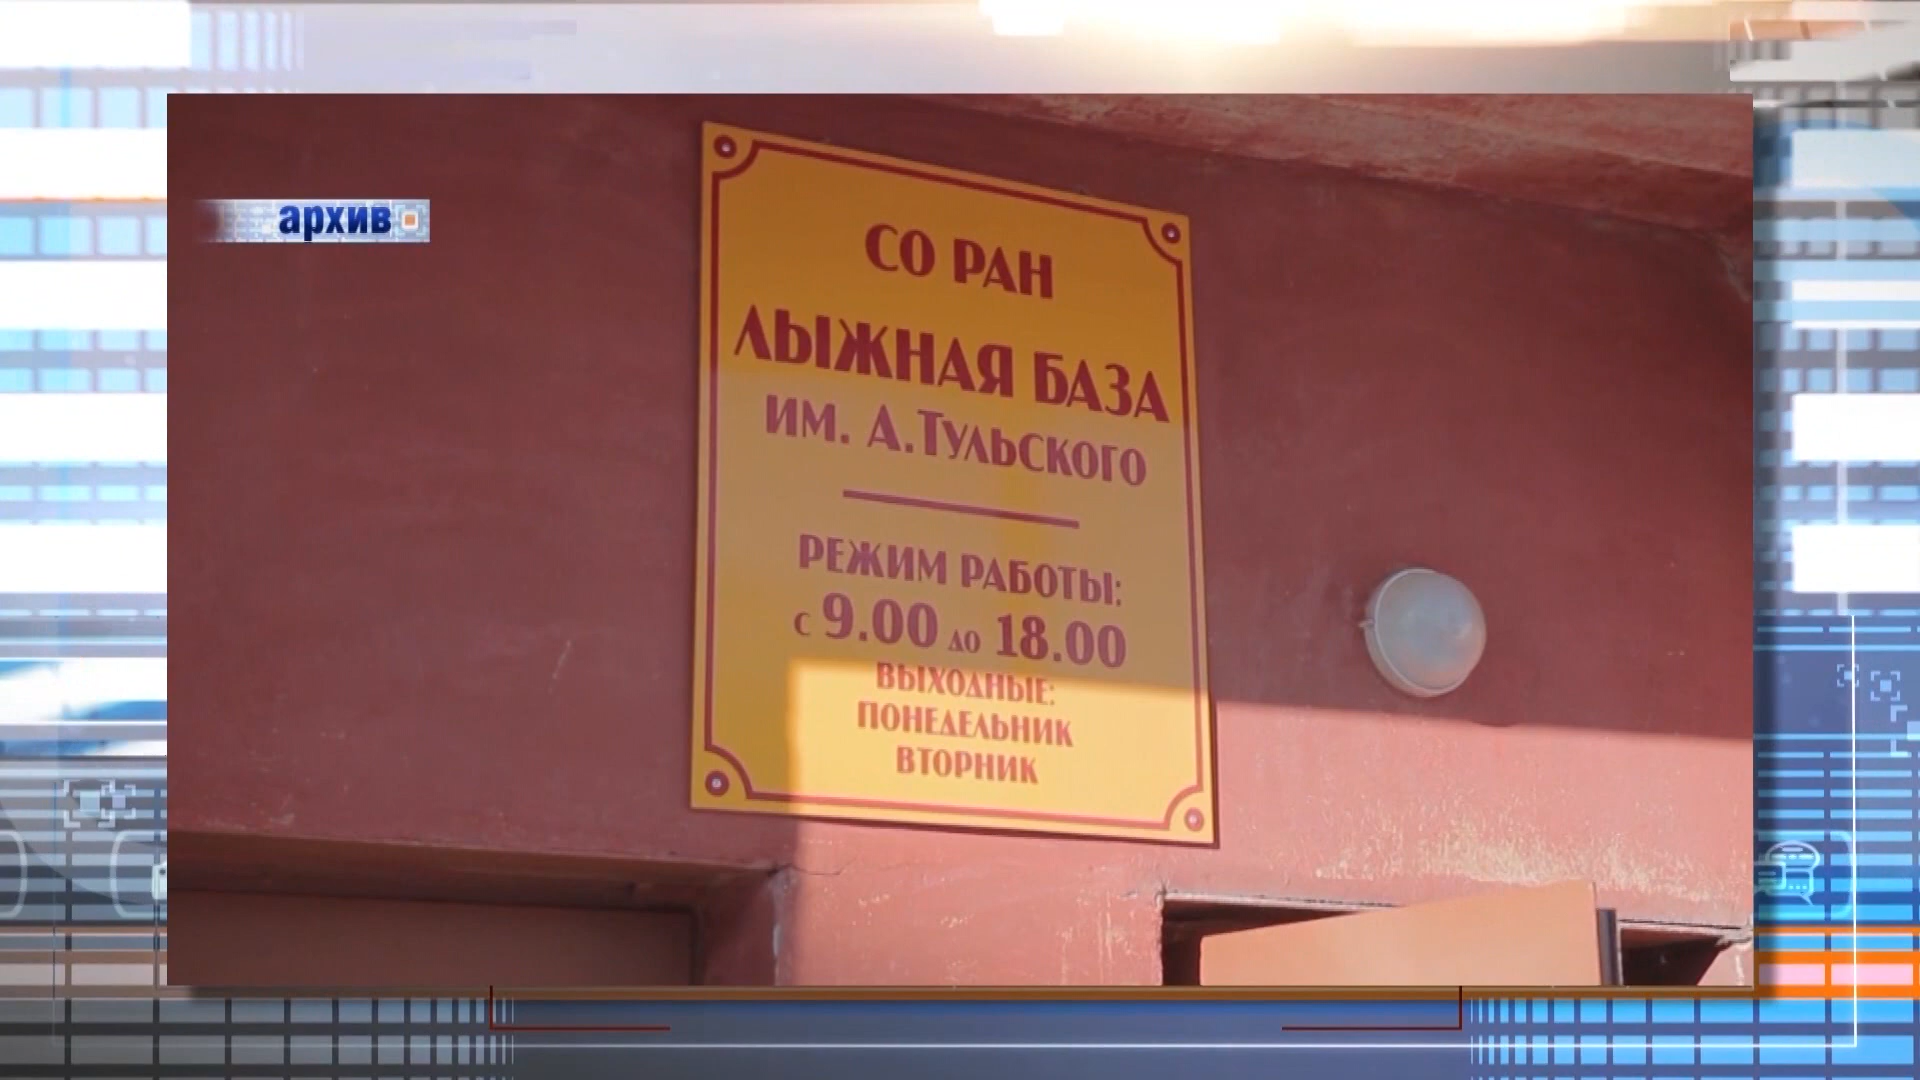 архив
СО РАН
ЛЫЖНАЯ БАЗА
ИМ. А.ТУЛЬСКОГО
РЕЖИМ РАБОТЫ:
с 9.00 до 18.00
ВЫХОДНЫЕ:
ПОНЕДЕЛЬНИК
ВТОРНИК